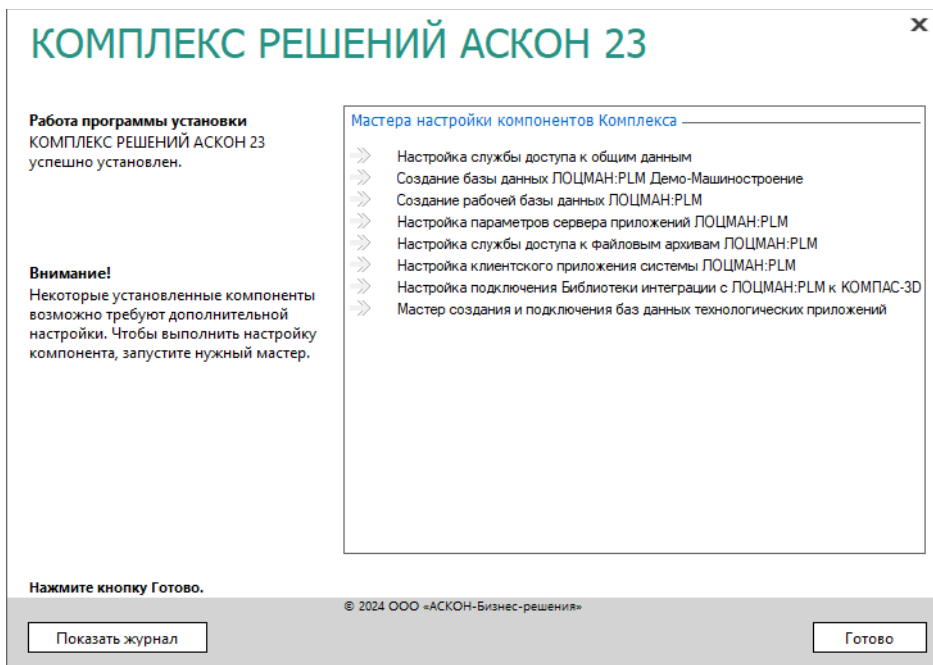 КОМПЛЕКС РЕШЕНИЙ АСКОН 23
Работа программы установки
КОМПЛЕКС РЕШЕНИЙ АСКОН 23
успешно установлен.
Внимание!
Некоторые установленные компоненты
возможно требуют дополнительной
настройки. Чтобы выполнить настройку
компонента, запустите нужный мастер.
Мастера настройки компонентов Комплекса
Настройка службы доступа к общим данным
Создание базы данных ЛОЦМАН:PLM Демо-Машиностроение
Создание рабочей базы данных ЛОЦМАН:PLM
Настройка параметров сервера приложений ЛОЦМАН:PLM
Настройка службы доступа к файловым архивам ЛОЦМАН:PLM
Настройка клиентского приложения системы ЛОЦМАН:PLM
Настройка подключения Библиотеки интеграции с ЛОЦМАН:PLM к КОМПАС-3D
Мастер создания и подключения баз данных технологических приложений
Нажмите кнопку Готово.
© 2024 ООО «АСКОН-Бизнес-решения»
Показать журнал
Готово